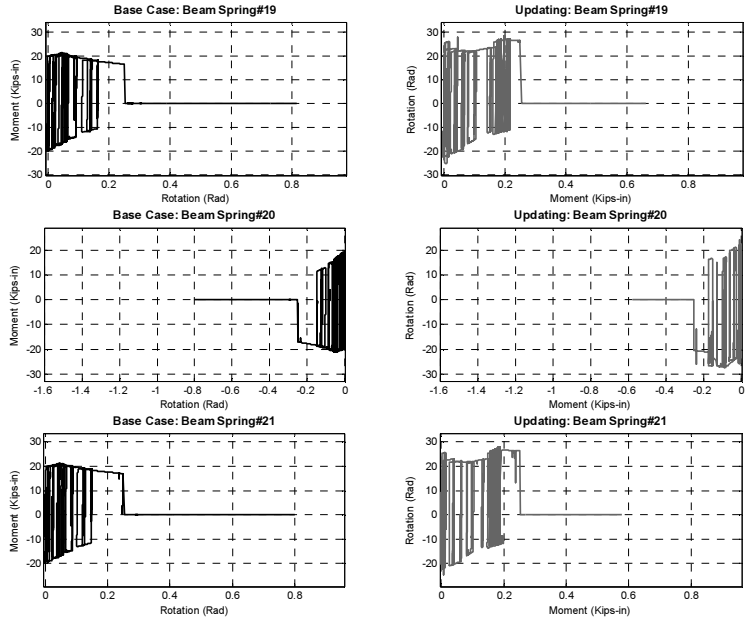 Base Case: Beam Spring#19
Moment (Kips-in)
30
20
10
0
-10
-20
-30
0 0.2 0.4 0.6 0.8
Rotation (Rad)
Updating: Beam Spring#19
Rotation (Rad)
30
20
10
0
-10
-20
-30
0 0.2 0.4 0.6 0.8
Moment (Kips-in)
Base Case: Beam Spring#20
Moment (Kips-in)
20
10
0
-10
-20
-30
-1.6 -1.4 -1.2 -1 -0.8 -0.6 -0.4 -0.2 0
Rotation (Rad)
Updating: Beam Spring#20
Rotation (Rad)
20
10
0
-10
-20
-30
-1.6 -1.4 -1.2 -1 -0.8 -0.6 -0.4 -0.2 0
Moment (Kips-in)
Base Case: Beam Spring#21
Moment (Kips-in)
30
20
10
0
-10
-20
0 0.2 0.4 0.6 0.8
Rotation (Rad)
Updating: Beam Spring#21
Rotation (Rad)
30
20
10
0
-10
-20
0 0.2 0.4 0.6 0.8
Moment (Kips-in)